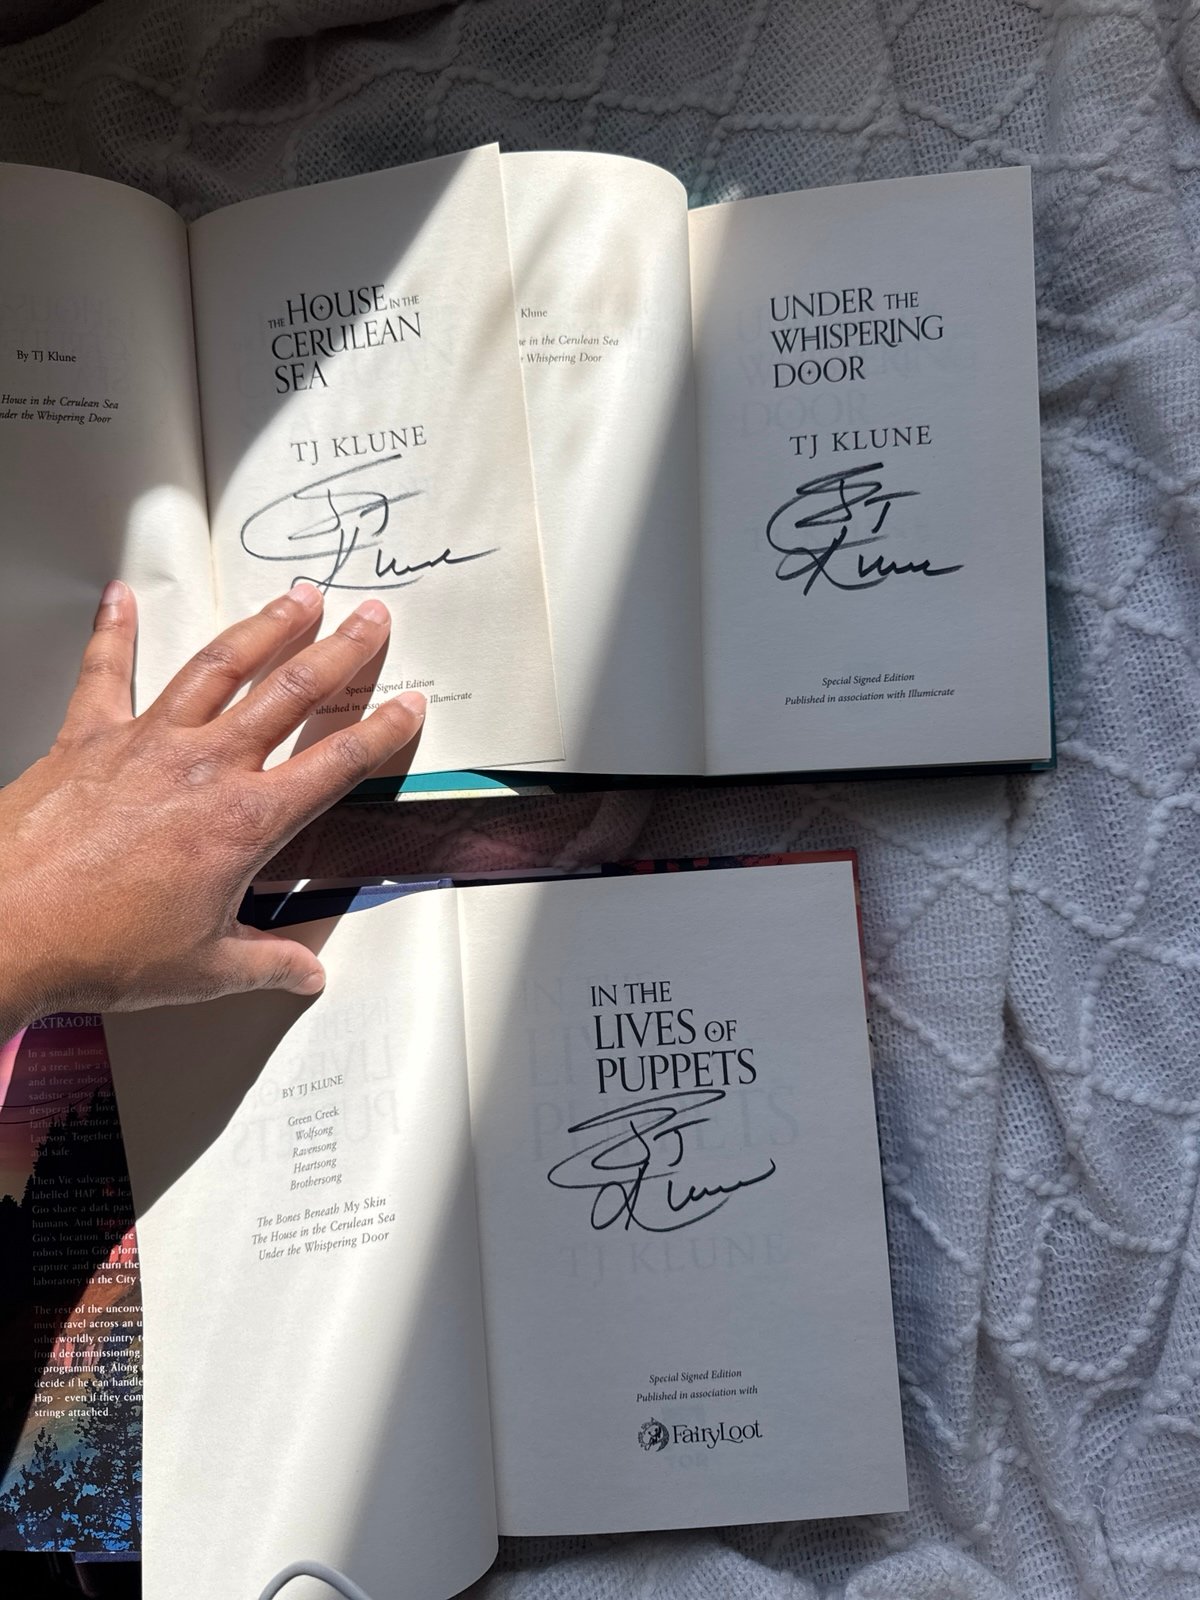 By TJ Klune
House in the Cerulean Sea
Under the Whispering Door
THE HOUSE IN THE
CERULEAN
SEA
TJ KLUNE
TJ
Klune
Special Signed Edition
Published in association with Illumicrate
Klune
in the Cerulean Sea
Whispering Door
UNDER THE
WHISPERING
DOOR
TJ KLUNE
TJ
Klune
Special Signed Edition
Published in association with Illumicrate
EXTRAORD
In a small home
of a tree, like a
and three robots
sadistic nurse
desperate for love
fatherly inventor
Lawson. Together
and safe.
Then Vic salvages
labelled 'HAP' He
Gio share a dark past
humans. And Hap
Gio's location. Before
robots from Gio's form
capture and return the
laboratory in the City
The rest of the unconv
must travel across an u
otherworldly country
from decommissioning
reprogramming. Along
decide if he can handle
Hap - even if they com
strings attached.
BY TJ KLUNE
Green Creek
Wolfsong
Ravensong
Heartsong
Brothersong
The Bones Beneath My Skin
The House in the Cerulean Sea
Under the Whispering Door
IN THE
LIVES OF
PUPPETS
TJ
Klune
TJ KLUNE
Special Signed Edition
Published in association with
FairyLoot
TOR